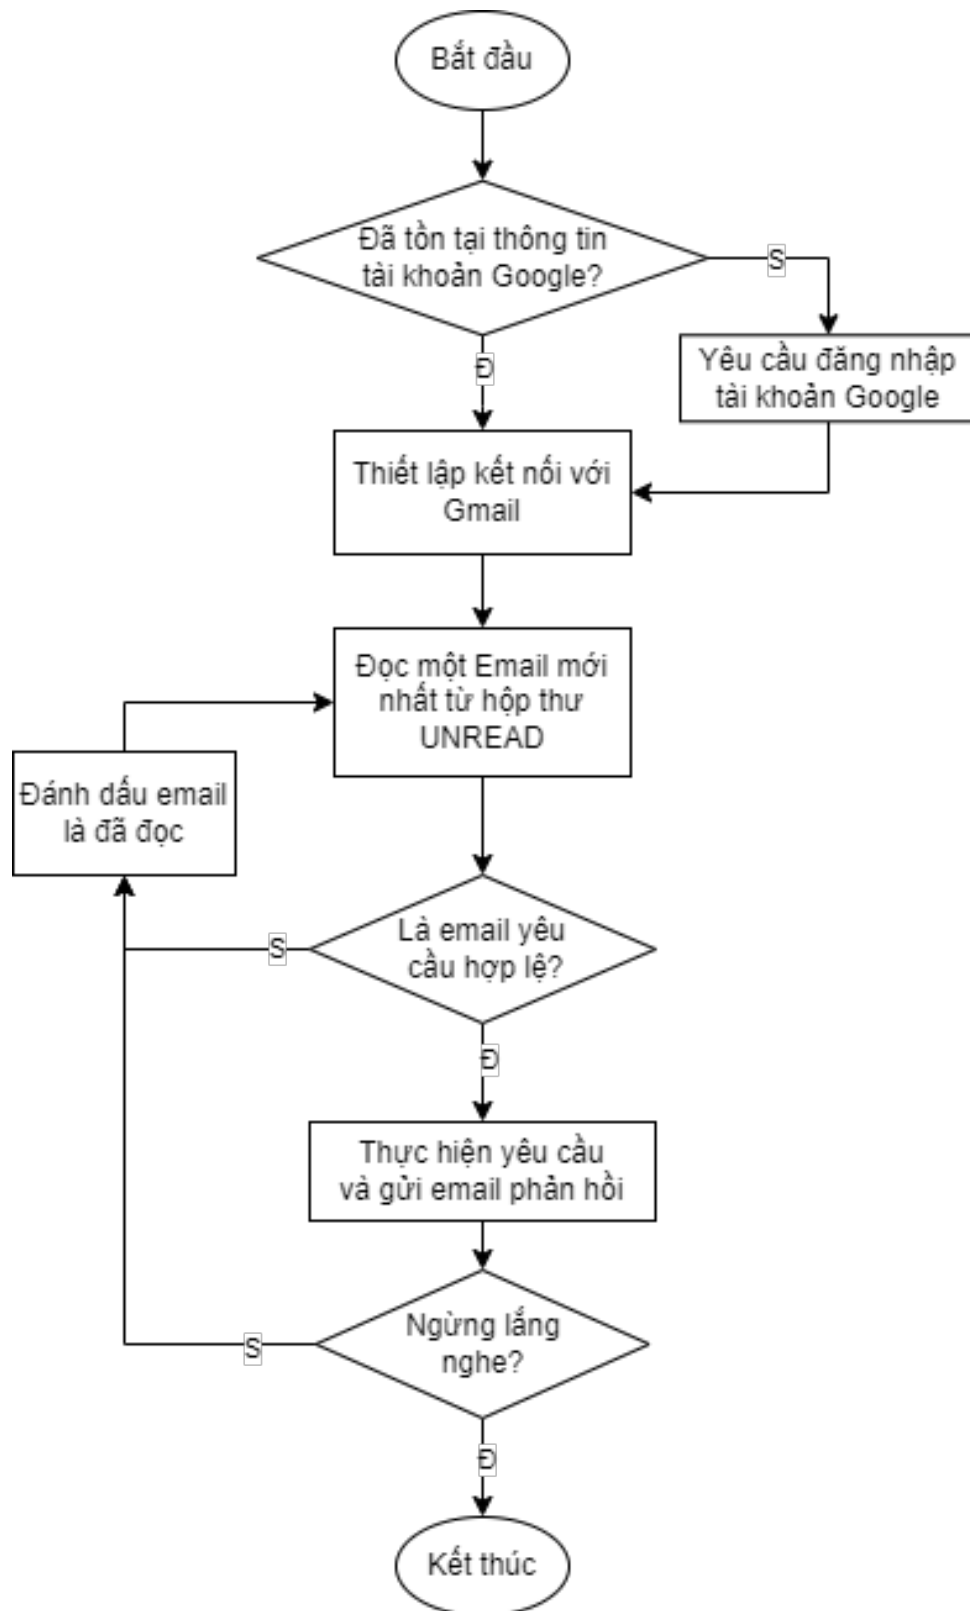 Bắt đầu
Đã tồn tại thông tin
tài khoản Google?
S
Yêu cầu đăng nhập
tài khoản Google
Đ
Thiết lập kết nối với
Gmail
Đọc một Email mới
nhất từ hộp thư
UNREAD
Đánh dấu email
là đã đọc
Là email yêu
cầu hợp lệ?
S
Đ
Thực hiện yêu cầu
và gửi email phản hồi
Ngừng lắng
nghe?
S
Đ
Kết thúc